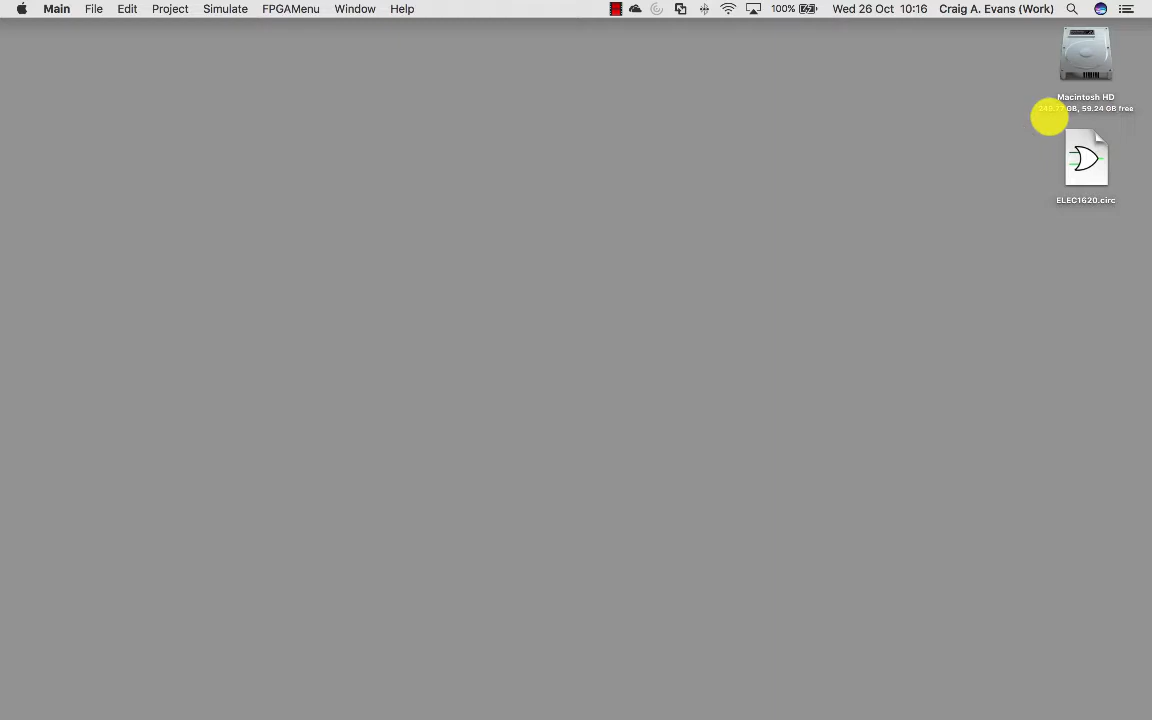 Main File Edit Project Simulate FPGAMenu Window Help 100% Wed 26 Oct 10:16 Craig A. Evans (Work)
Macintosh HD
GB, 59.24 GB free
ELEC1620.circ